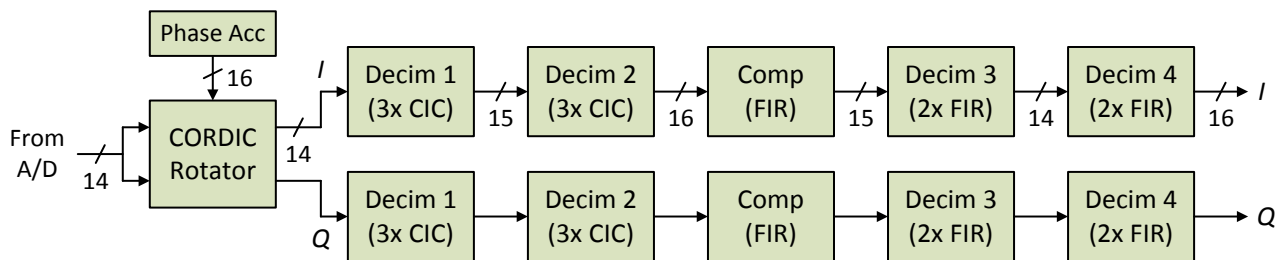 Phase Acc
16
From
A/D
14
CORDIC
Rotator
14
I
Decim 1
(3x CIC)
15
Decim 2
(3x CIC)
16
Comp
(FIR)
15
Decim 3
(2x FIR)
14
Decim 4
(2x FIR)
16
I
Q
Decim 1
(3x CIC)
Decim 2
(3x CIC)
Comp
(FIR)
Decim 3
(2x FIR)
Decim 4
(2x FIR)
Q